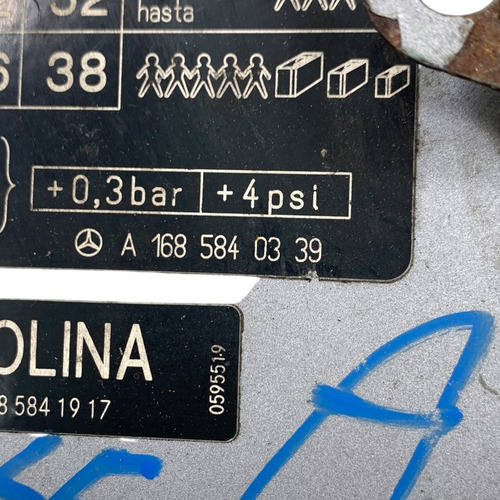 32
hasta
38
+0,3bar +4psi
A 168 584 03 39
OLINA
8 584 19 17
059551.9
A